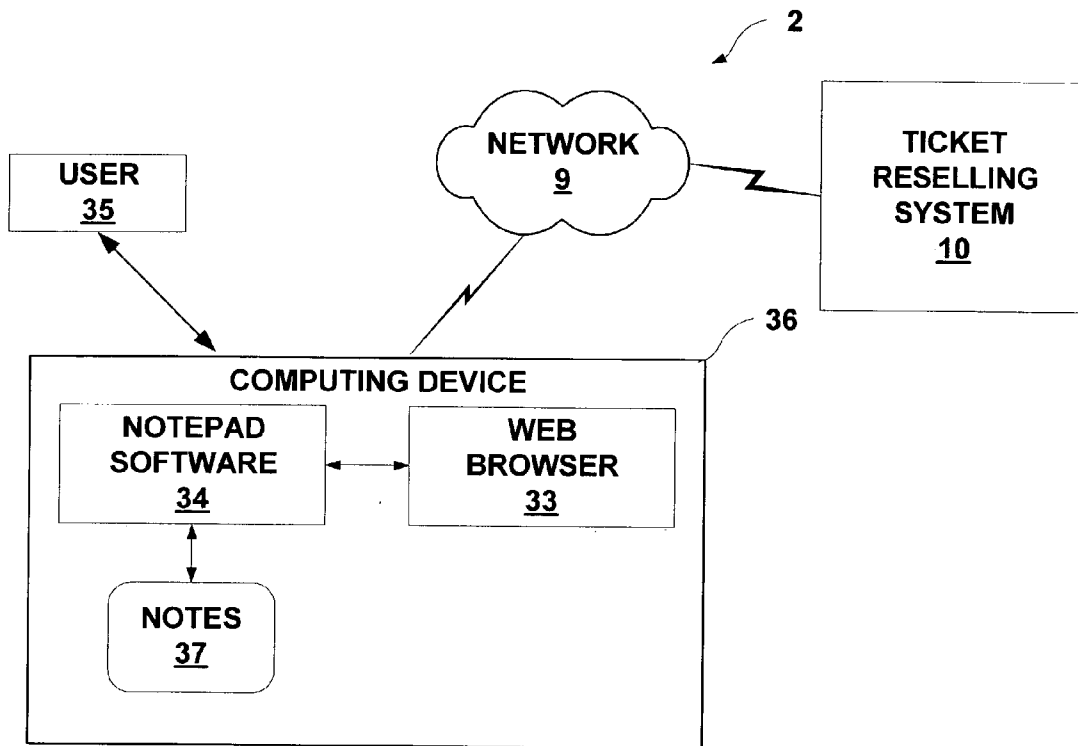 2
NETWORK
9
TICKET
RESELLING
SYSTEM
10
USER
35
36
COMPUTING DEVICE
NOTEPAD
SOFTWARE
34
WEB
BROWSER
33
NOTES
37